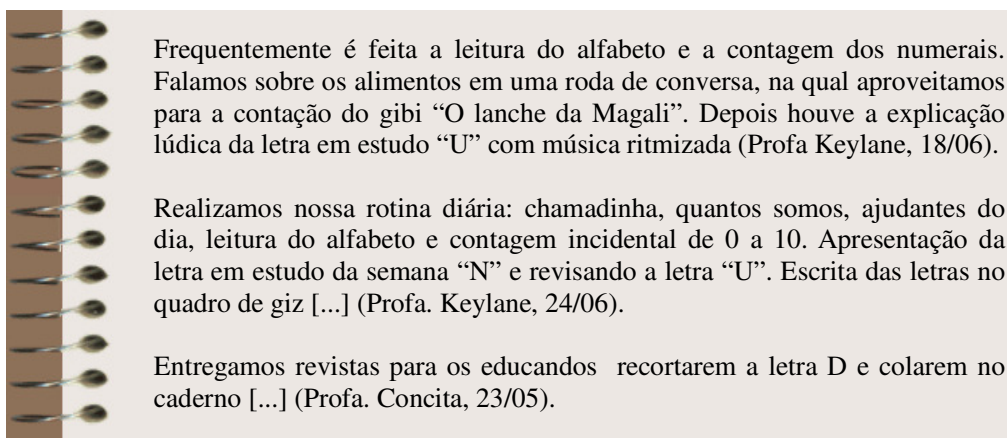 Frequentemente é feita a leitura do alfabeto e a contagem dos numerais.
Falamos sobre os alimentos em uma roda de conversa, na qual aproveitamos
para a contação do gibi “O lanche da Magali”. Depois houve a explicação
lúdica da letra em estudo “U” com música ritmizada (Profa Keylane, 18/06).
Realizamos nossa rotina diária: chamadinha, quantos somos, ajudantes do
dia, leitura do alfabeto e contagem incidental de 0 a 10. Apresentação da
letra em estudo da semana “N” e revisando a letra “U”. Escrita das letras no
quadro de giz [...] (Profa. Keylane, 24/06).
Entregamos revistas para os educandos recortarem a letra D e colarem no
caderno [...] (Profa. Concita, 23/05).